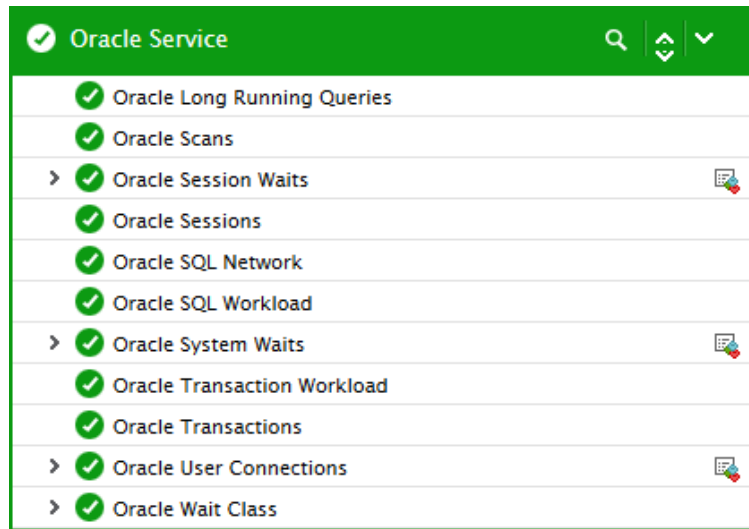 Oracle Service
Oracle Long Running Queries
Oracle Scans
Oracle Session Waits
Oracle Sessions
Oracle SQL Network
Oracle SQL Workload
Oracle System Waits
Oracle Transaction Workload
Oracle Transactions
Oracle User Connections
Oracle Wait Class